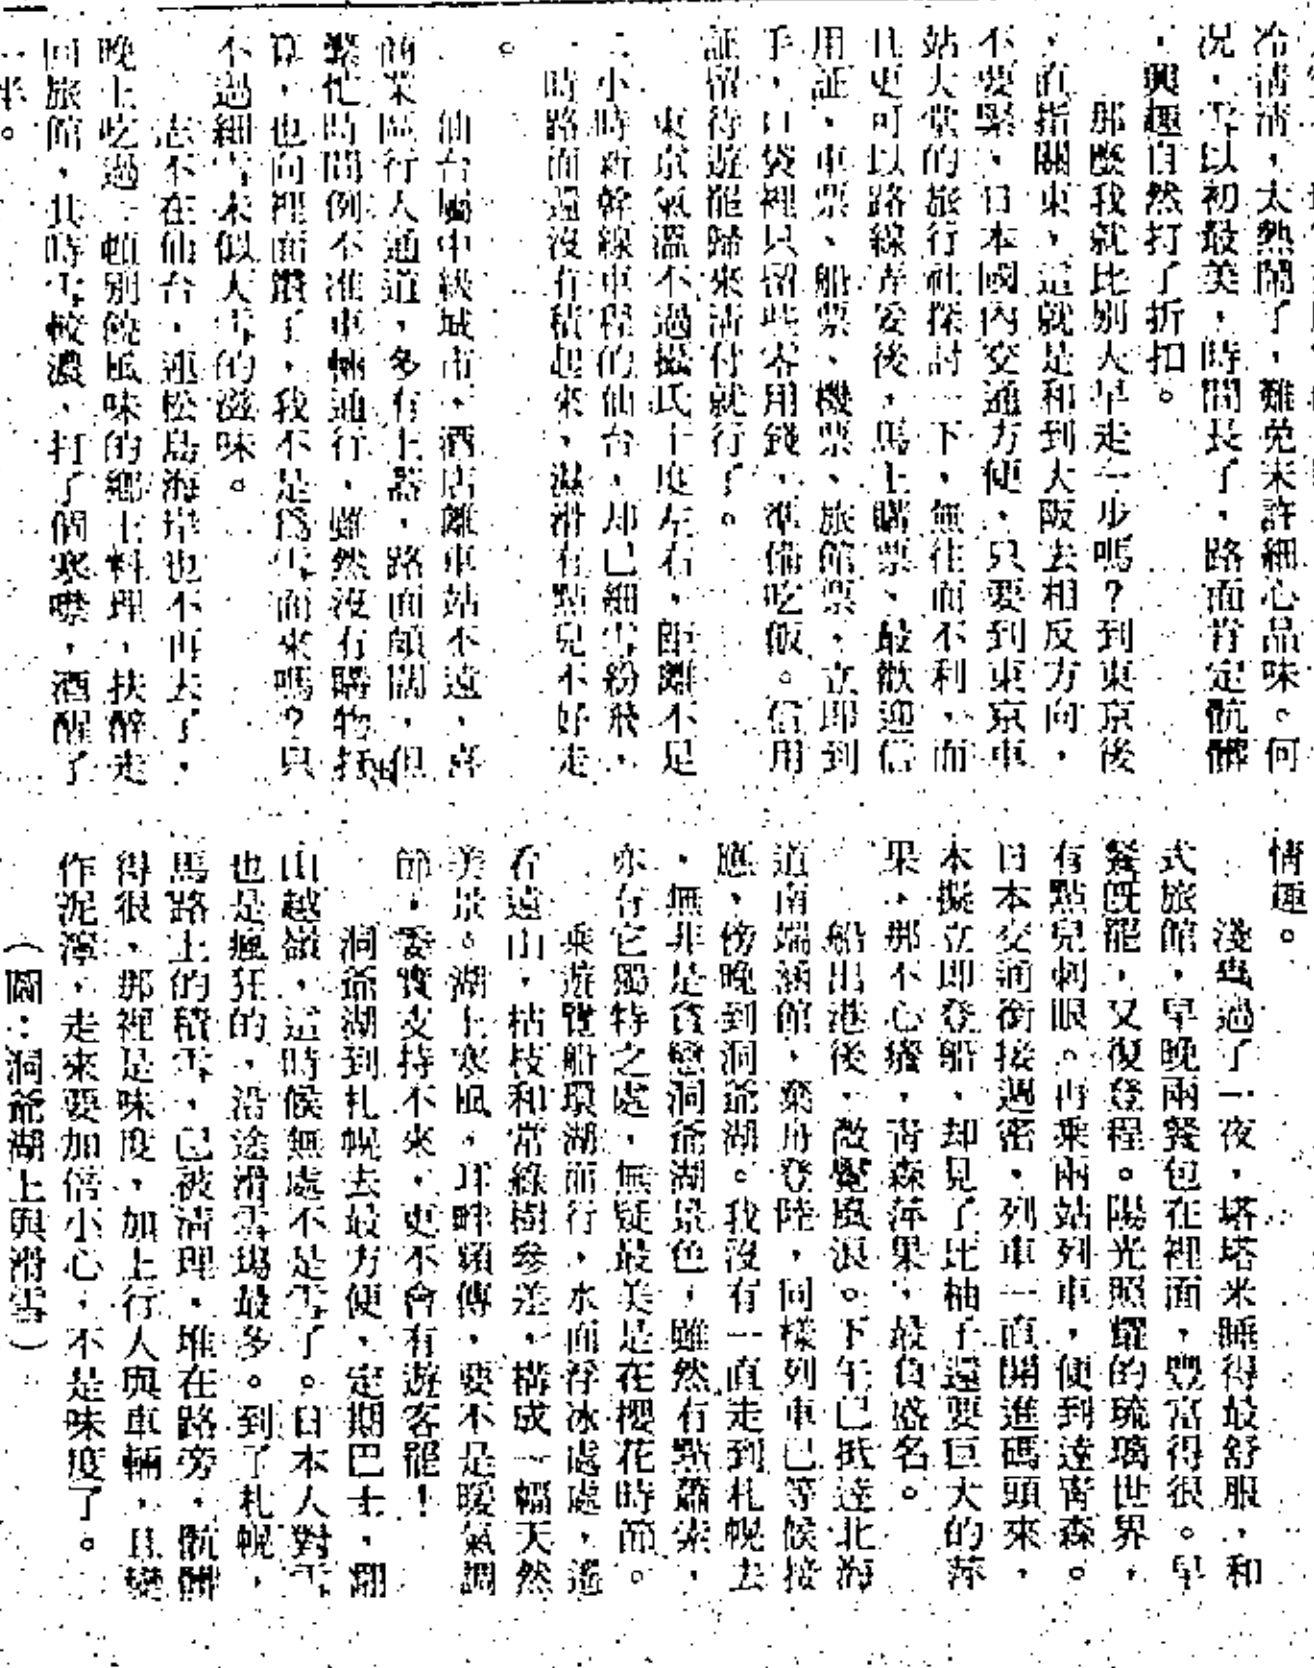 冷清清，太熱鬧了，難免未許細心品味。何
況，雪以初最美，時間長了，路面肯定骯髒
，興趣自然打了折扣。
那麼我就比別人早走一步嗎？到東京後
，直指關東，這就是和到大阪去相反方向，
不要緊，日本國內交通方便，只要到東京車
站大堂的旅行社探討一下，無往而不利，而
且更可以路線弄妥後，馬上購票，最歡迎信
用証，車票、船票、機票、旅館票，立即到
手，口袋裡只留些零用錢，準備吃飯。信用
証留待遊罷歸來清付就行了。
東京氣溫不過攝氏十度左右，距離不足
二小時新幹線車程的仙台，却已細雪紛飛，
時路面還沒有積起來，濕滑有點兒不好走
。
仙台屬中級城市，酒店離車站不遠，喜
商業區行人通道，多有上蓋，路面頗闊，但
繁忙時間例不准車輛通行，雖然沒有購物打
算，也向裡面鑽了，我不是為雪而來嗎？只
不過細雪未似大雪的滋味。
志不在仙台，連松島海岸也不再去了，
晚上吃過一頓別饒風味的鄉土料理，扶醉走
回旅館，其時雪較濃，打了個寒噤，酒醒了
一半。
情趣。
淺虫過了一夜，塔塔米睡得最舒服，和
式旅館，早晚兩餐包在裡面，豐富得很。早
餐既罷，又復登程。陽光照耀的琉璃世界，
有點兒刺眼。再乘兩站列車，便到達青森。
日本交通銜接週密，列車一直開進碼頭來，
本擬立即登船，却見了比柚子還要巨大的苹
果，那不心癢，青森苹果，最負盛名。
船出港後，微覺風浪。下午已抵達北海
道南端涵館，棄舟登陸，同樣列車已等候接
應，傍晚到洞爺湖。我沒有一直走到札幌去
，無非是貪戀洞爺湖景色，雖然有點蕭索，
亦有它獨特之處，無疑最美是在櫻花時節。
乘遊覽船環湖而行，水面浮冰處處，遙
看遠山，枯枝和常綠樹參差，構成一幅天然
美景。湖上寒風，耳畔頻傳，要不是暖氣調
節，委實支持不來，更不會有遊客罷！
洞爺湖到札幌去最方便，定期巴士，翻
山越嶺，這時候無處不是雪了。日本人對雪
也是瘋狂的，沿途滑雪場最多。到了札幌，
馬路上的積雪，已被清理，堆在路旁，骯髒
得很，那裡是味度，加上行人與車輛，且變
作泥濘，走來要加倍小心，不是味度了。
（圖：洞爺湖上與滑雪）